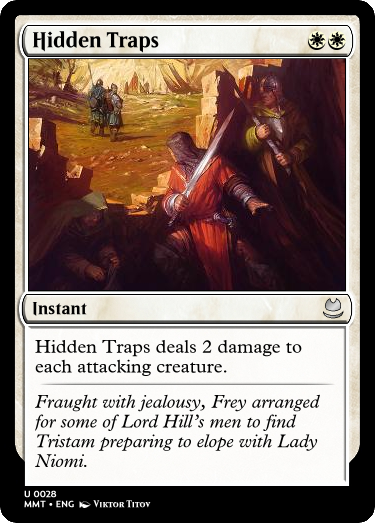 Hidden Traps
Instant
Hidden Traps deals 2 damage to
each attacking creature.
Fraught with jealousy, Frey arranged
for some of Lord Hill's men to find
Tristam preparing to elope with Lady
Niomi.
U 0028
MMT • ENG Viktor Titov